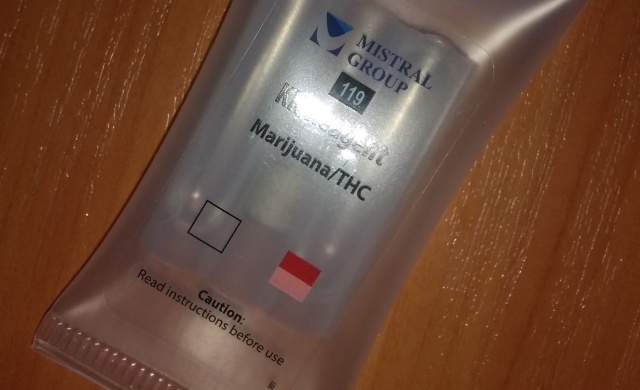 MISTRAL
GROUP
119
Marijuana/THC
Caution:
Read instructions before use